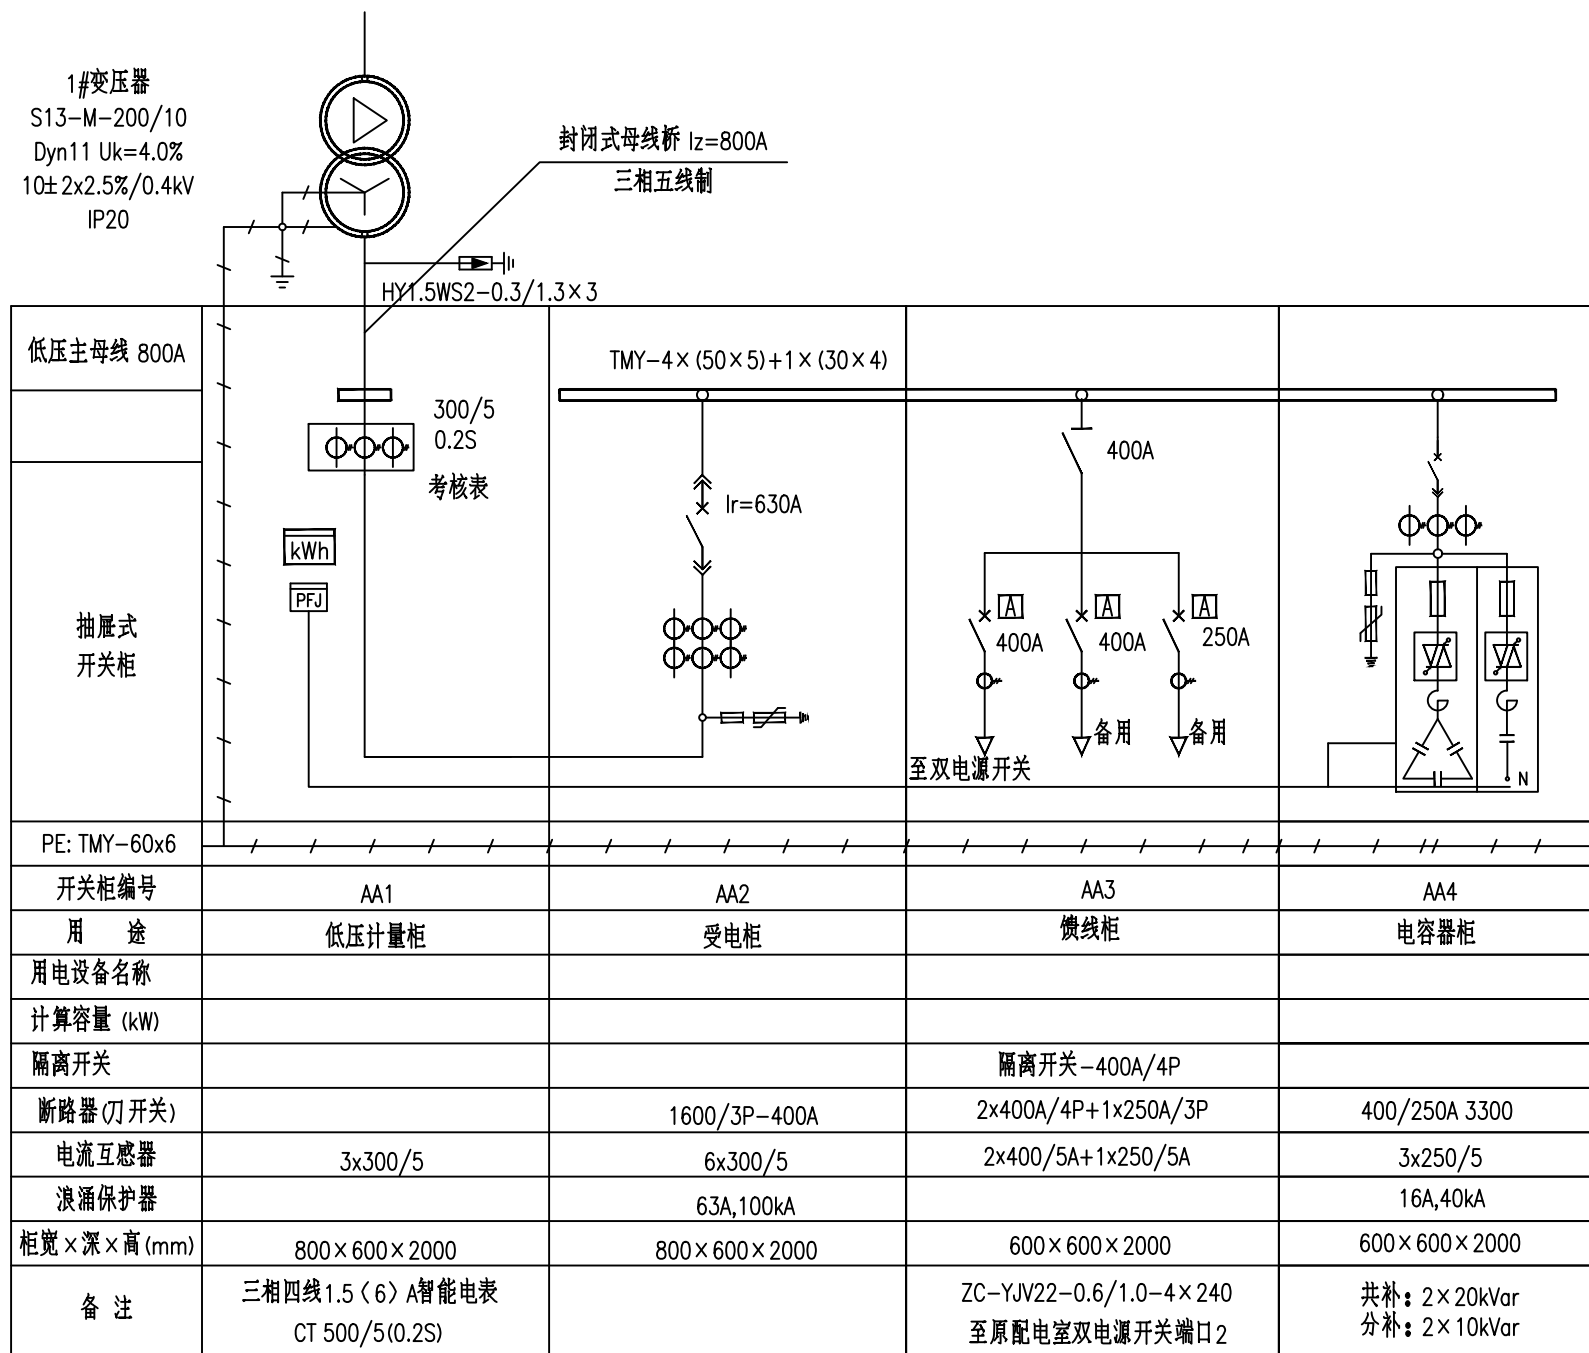 1#变压器
S13-M-200/10
Dyn11 Uk=4.0%
10±2x2.5%/0.4kV
IP20
封闭式母线桥 Iz=800A
三相五线制
HY1.5WS2-0.3/1.3×3
低压主母线 800A
TMY-4×(50×5)+1×(30×4)
300/5
0.2S
考核表
kWh
PFJ
Ir=630A
400A
A
400A
A
400A
A
250A
备用
备用
至双电源开关
N
抽屉式
开关柜
PE: TMY-60x6
开关柜编号 AA1 AA2 AA3 AA4
用 途 低压计量柜 受电柜 馈线柜 电容器柜
用电设备名称
计算容量 (kW)
隔离开关 隔离开关-400A/4P
断路器(刀开关) 1600/3P-400A 2x400A/4P+1x250A/3P 400/250A 3300
电流互感器 3x300/5 6x300/5 2x400/5A+1x250/5A 3x250/5
浪涌保护器 63A,100kA 16A,40kA
柜宽×深×高(mm) 800×600×2000 800×600×2000 600×600×2000 600×600×2000
备 注
三相四线1.5〈6〉A智能电表
CT 500/5(0.2S)
ZC-YJV22-0.6/1.0-4×240
至原配电室双电源开关端口2
共补：2×20kVar
分补：2×10kVar